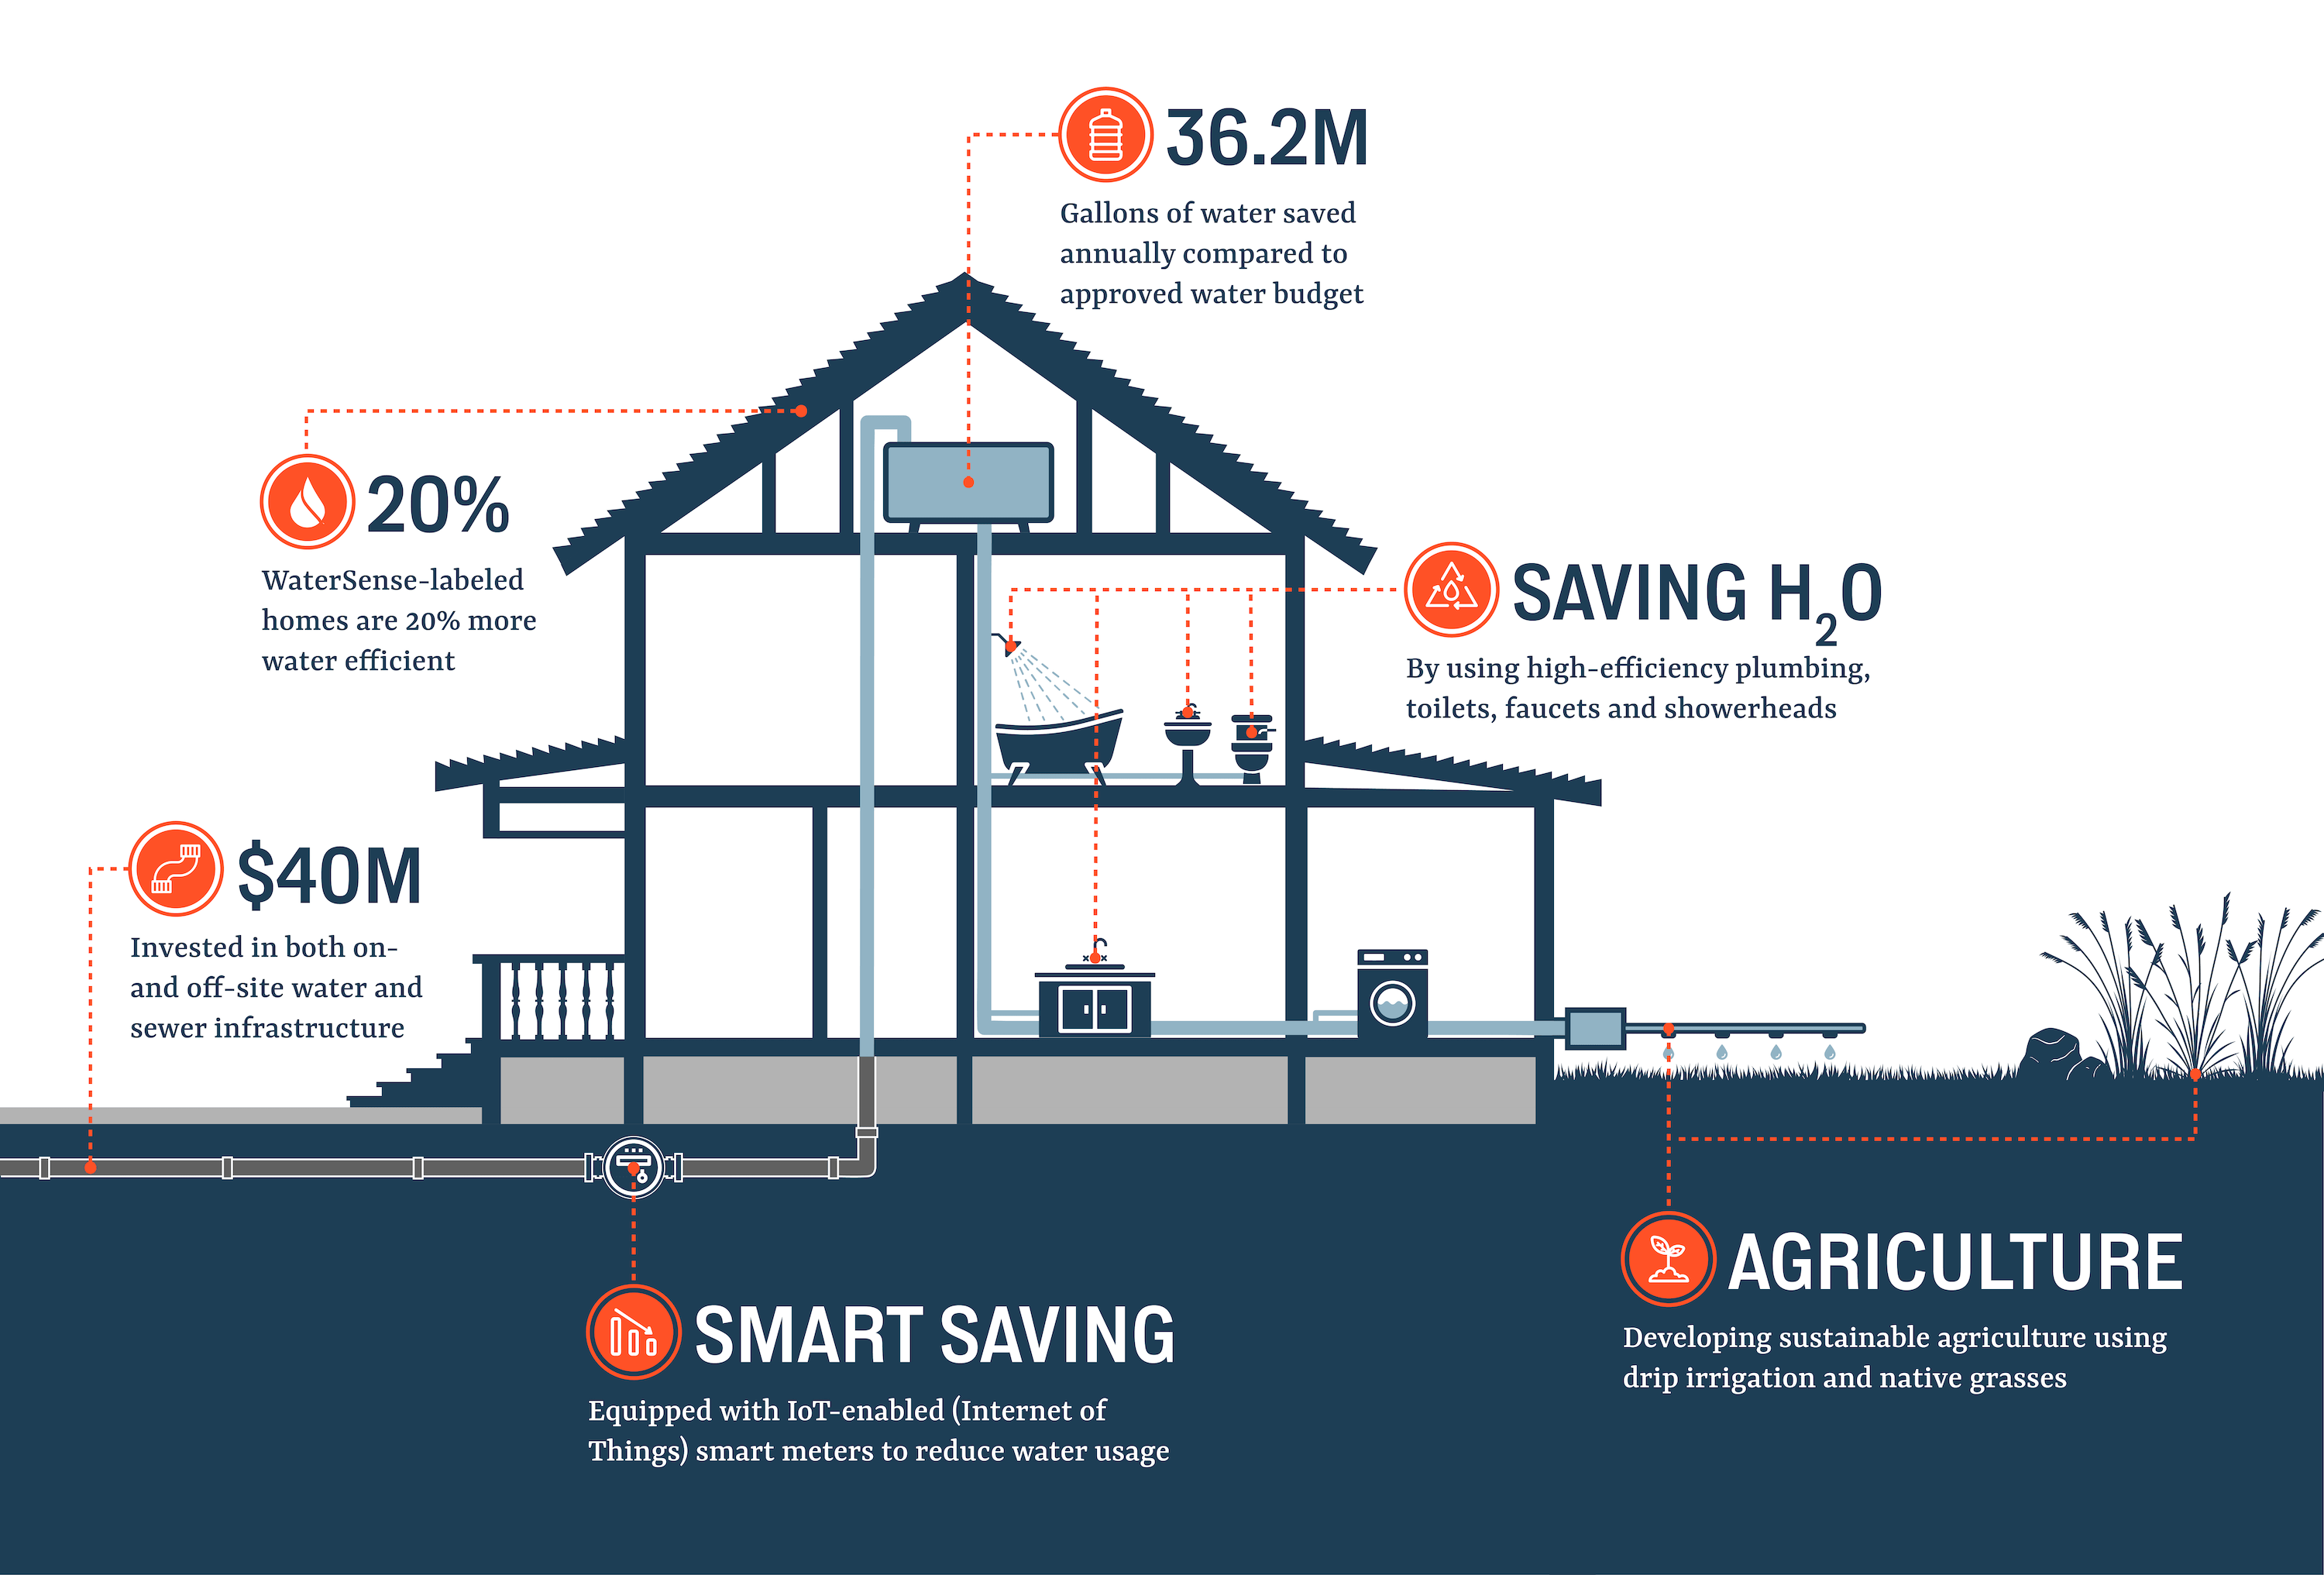 36.2M
Gallons of water saved
annually compared to
approved water budget
20%
WaterSense-labeled
homes are 20% more
water efficient
SAVING H₂O
By using high-efficiency plumbing,
toilets, faucets and showerheads
$40M
Invested in both on-
and off-site water and
sewer infrastructure
AGRICULTURE
Developing sustainable agriculture using
drip irrigation and native grasses
SMART SAVING
Equipped with IoT-enabled (Internet of
Things) smart meters to reduce water usage